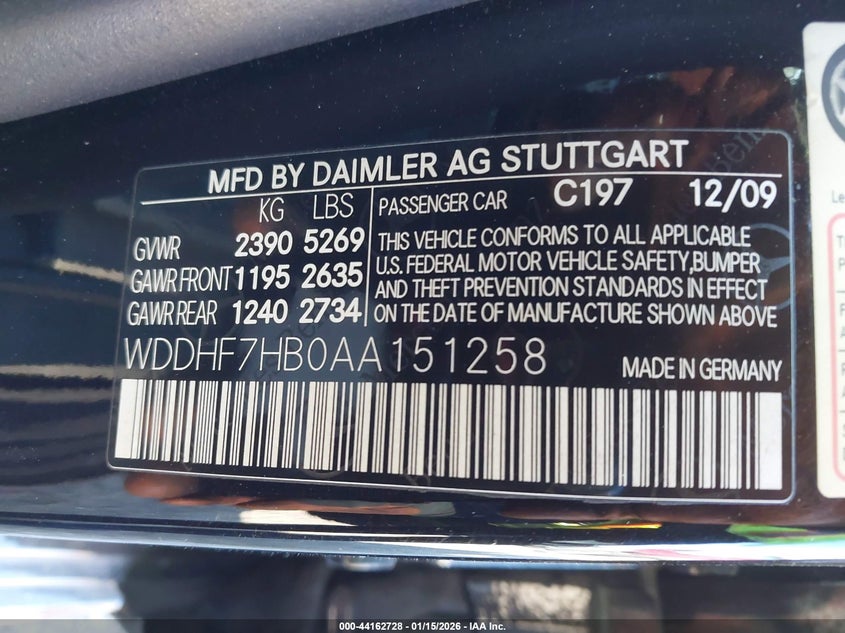 MFD BY DAIMLER AG STUTTGART
KG LBS
GVWR 2390 5269
GAWR FRONT 1195 2635
GAWR REAR 1240 2734
PASSENGER CAR C197 12/09
THIS VEHICLE CONFORMS TO ALL APPLICABLE
U.S. FEDERAL MOTOR VEHICLE SAFETY,BUMPER
AND THEFT PREVENTION STANDARDS IN EFFECT
ON THE DATE OF MANUFACTURE SHOWN ABOVE
WDDHF7HB0AA151258
MADE IN GERMANY
000-44162728 - 01/15/2026 - IAA Inc.